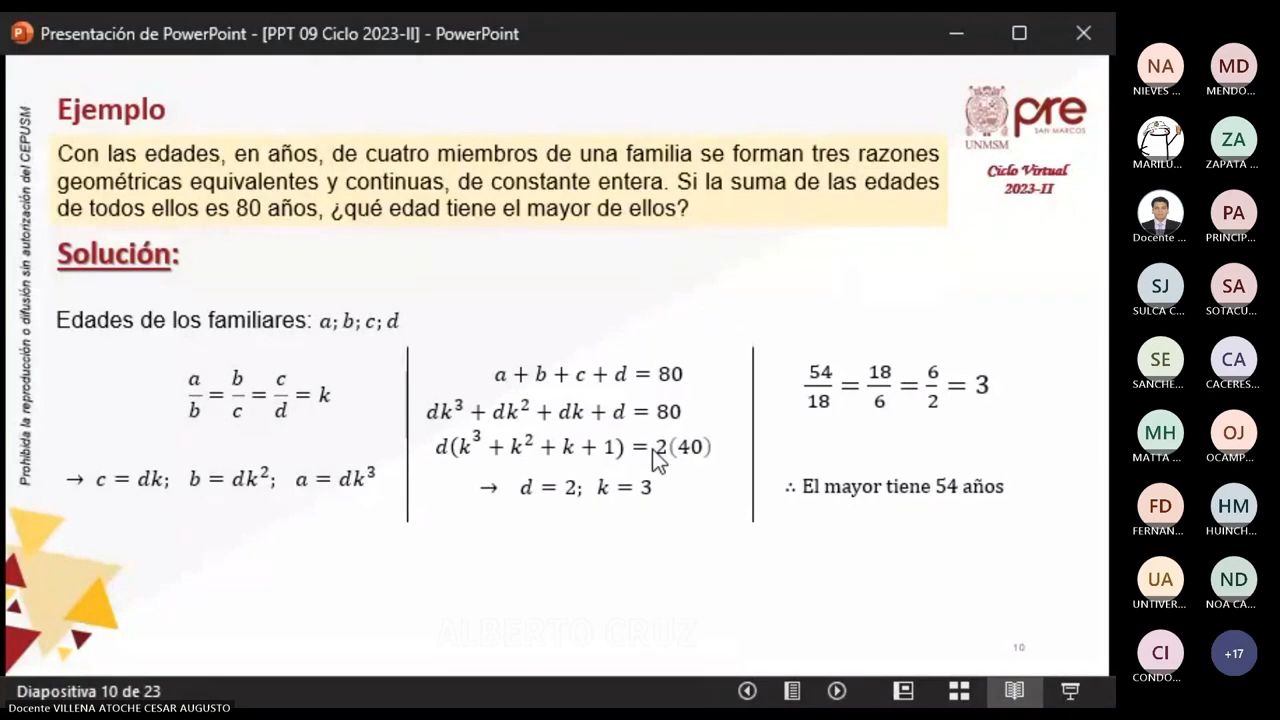 Presentación de PowerPoint - [PPT 09 Ciclo 2023-II] - PowerPoint
Prohibida la reproducción o difusión sin autorización del CEPUSM
Ejemplo
Con las edades, en años, de cuatro miembros de una familia se forman tres razones
geométricas equivalentes y continuas, de constante entera. Si la suma de las edades
de todos ellos es 80 años, ¿qué edad tiene el mayor de ellos?
UNMSM
pre
SAN MARCOS
Ciclo Virtual
2023-II
Solución:
Edades de los familiares: a; b; c; d
a/b = b/c = c/d = k
→ c = dk; b = dk²; a = dk³
a + b + c + d = 80
dk³ + dk² + dk + d = 80
d(k³ + k² + k + 1) = 2(40)
→ d = 2; k = 3
54/18 = 18/6 = 6/2 = 3
∴ El mayor tiene 54 años
ALBERTO CRUZ
10
Diapositiva 10 de 23
Docente VILLENA ATOCHE CESAR AUGUSTO
NA
NIEVES ...
MD
MENDO...
MARILU...
ZA
ZAPATA ...
Docente ...
PA
PRINCIP...
SJ
SULCA C...
SA
SOTACU...
SE
SANCHE...
CA
CACERES...
MH
MATTA ...
OJ
OCAMP...
FD
FERNAN...
HM
HUINCH...
UA
UNTIVER...
ND
NOA CA...
CI
CONDO...
+17